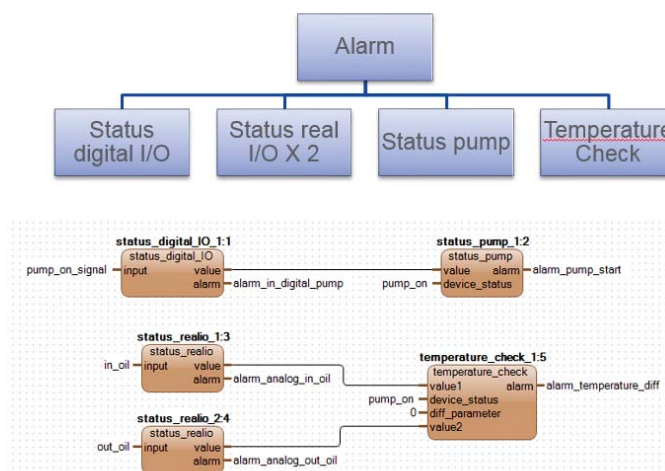 Alarm
Status
digital I/O
Status real
I/O X 2
Status pump
Temperature
Check
status_digital_IO_1:1
status_digital_IO
pump_on_signal input value
alarm alarm_in_digital_pump
status_pump_1:2
status_pump
value alarm alarm_pump_start
pump_on device_status
status_realio_1:3
status_realio
in_oil input value
alarm alarm_analog_in_oil
temperature_check_1:5
temperature_check
value1 alarm alarm_temperature_diff
pump_on device_status
0 diff_parameter
value2
status_realio_2:4
status_realio
out_oil input value
alarm alarm_analog_out_oil